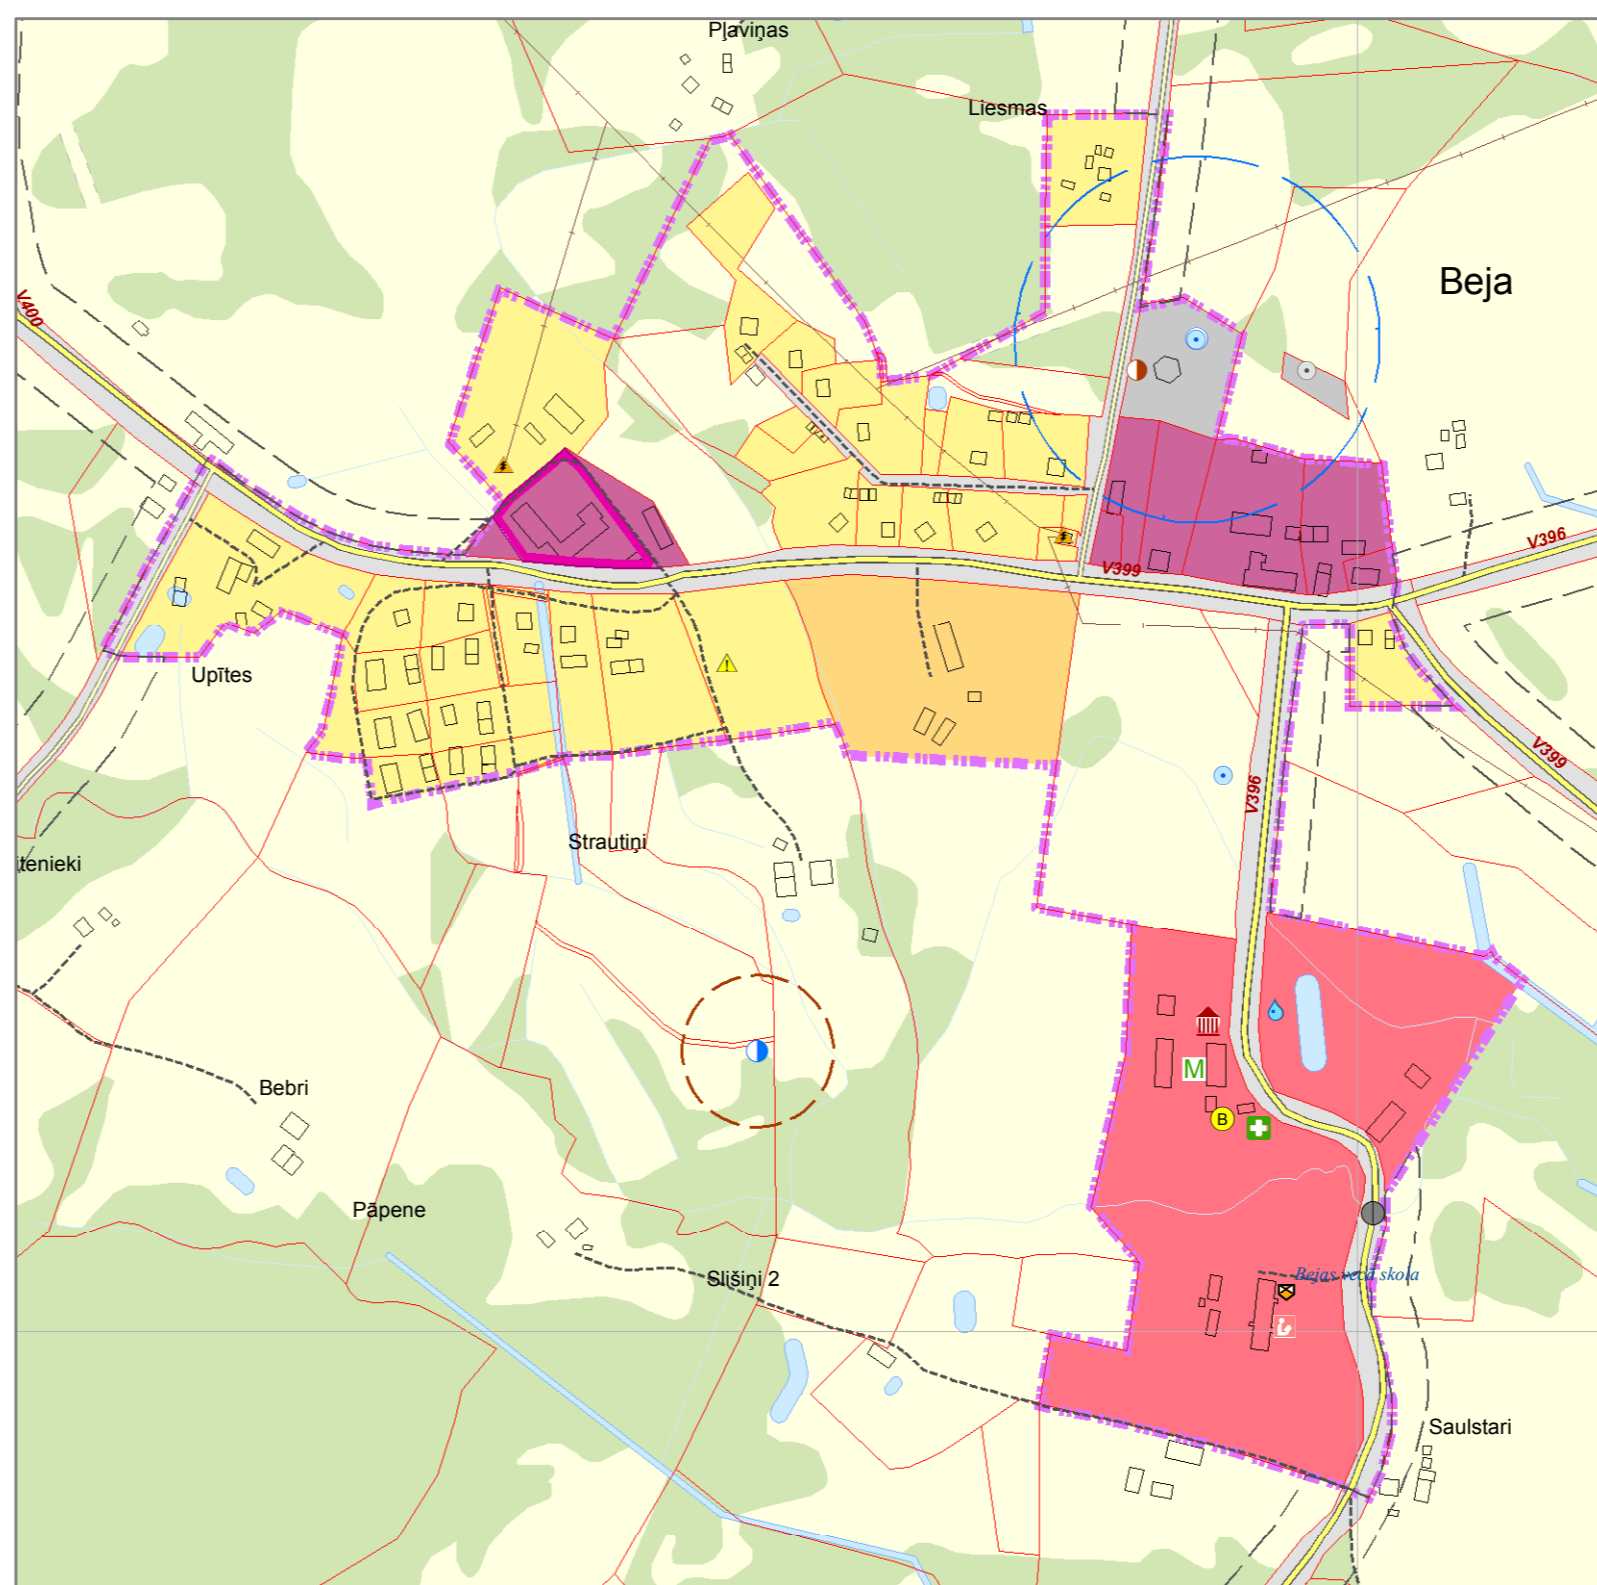 Pļaviņas
Liesmas
Beja
V400
V396
V399
Upītes
V399
V396
Strautiņi
tenieki
M
Bebri
B
Pāpene
Slišiņi 2
Bejas vecā skola
Saulstari